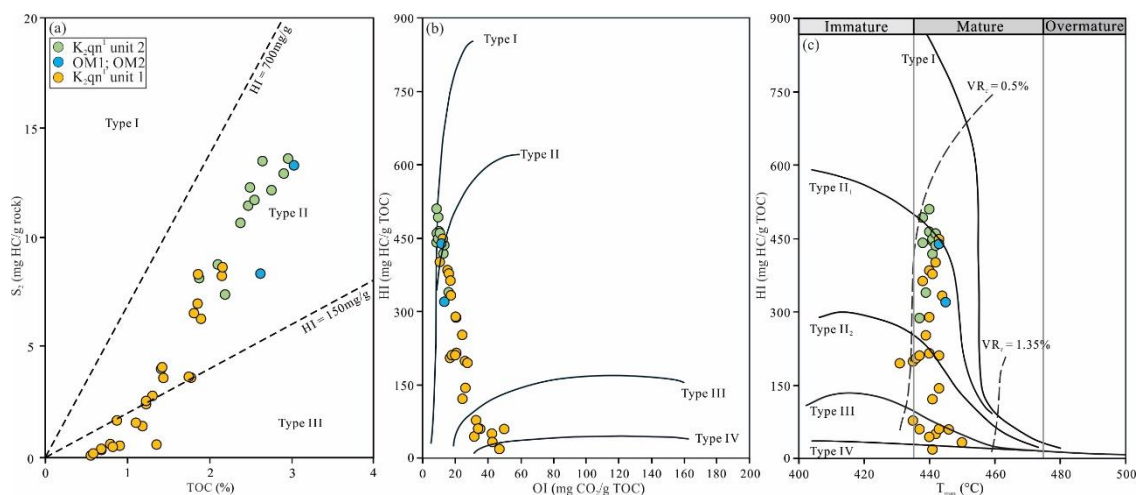 (a)
K₂qn¹ unit 2
OM1; OM2
K₂qn¹ unit 1
HI = 700mg/g
Type I
Type II
HI = 150mg/g
Type III
20
15
10
5
0
0
1
2
3
4
S₂ (mg HC/g rock)
TOC (%)
(b)
Type I
Type II
Type III
Type IV
900
750
600
450
300
150
0
0
20
40
60
80
100
120
140
160
180
200
HI (mg HC/g TOC)
OI (mg CO₂/g TOC)
Immature
Mature
Overmature
(c)
Type I
VRᵣ = 0.5%
Type II₁
Type II₂
VRᵣ = 1.35%
Type III
Type IV
900
750
600
450
300
150
0
400
420
440
460
480
500
HI (mg HC/g TOC)
Tₘₐₓ (°C)